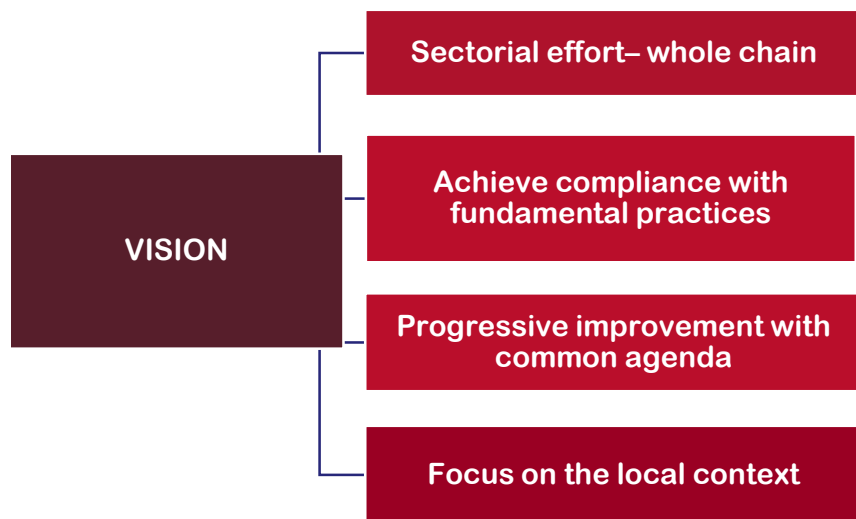 VISION
Sectorial effort– whole chain
Achieve compliance with
fundamental practices
Progressive improvement with
common agenda
Focus on the local context